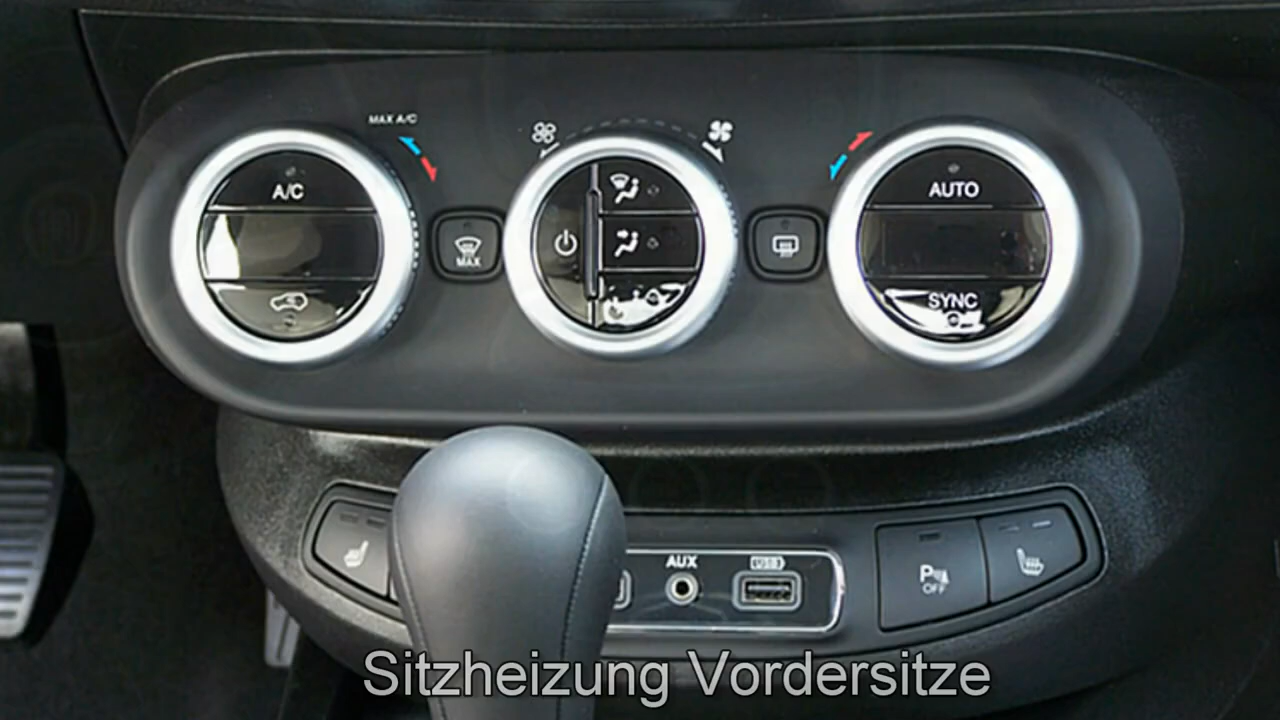 MAX A/C
A/C
AUTO
MAX
SYNC
AUX
USB
P
OFF
Sitzheizung Vordersitze